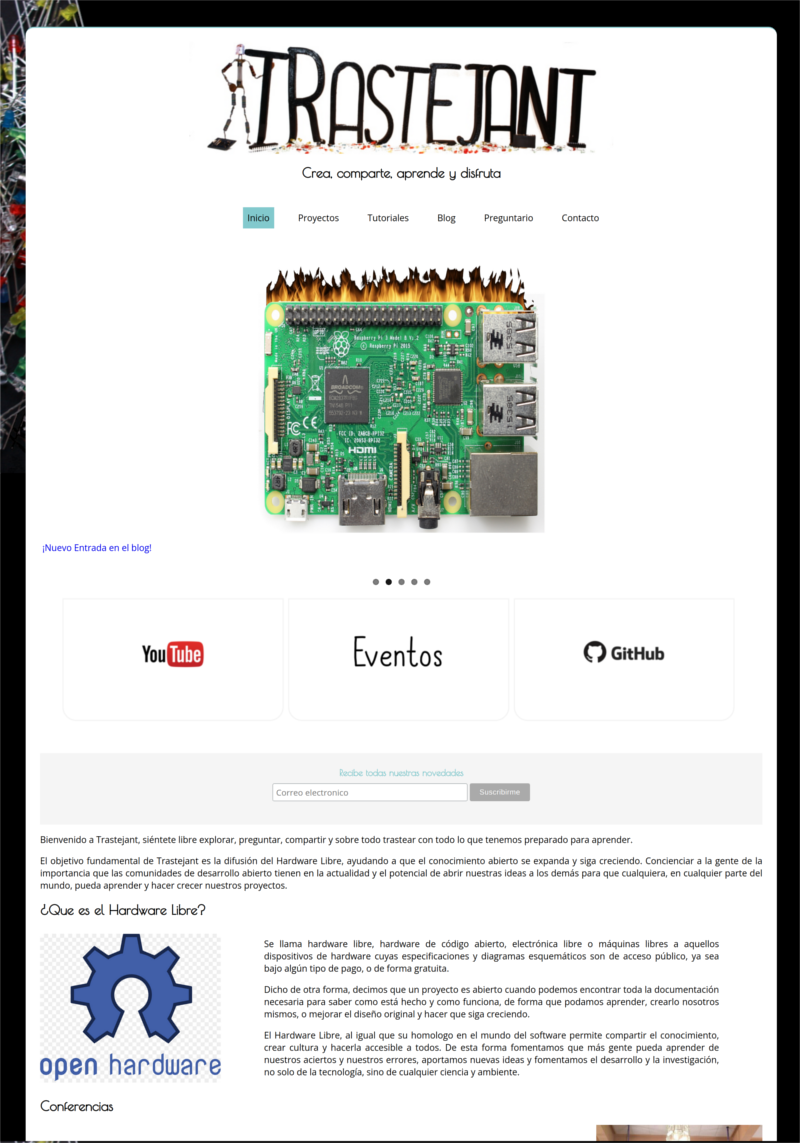 TRASTEJANT
Crea, comparte, aprende y disfruta
Inicio Proyectos Tutoriales Blog Preguntario Contacto
Raspberry Pi 3 Model B V1.2
© Raspberry Pi 2015
BROADCOM
HDMI
¡Nuevo Entrada en el blog!
YouTube Eventos GitHub
Recibe todas nuestras novedades
Correo electronico Suscribirme
Bienvenido a Trastejant, siéntete libre explorar, preguntar, compartir y sobre todo trastear con todo lo que tenemos preparado para aprender.
El objetivo fundamental de Trastejant es la difusión del Hardware Libre, ayudando a que el conocimiento abierto se expanda y siga creciendo. Concienciar a la gente de la
importancia que las comunidades de desarrollo abierto tienen en la actualidad y el potencial de abrir nuestras ideas a los demás para que cualquiera, en cualquier parte del
mundo, pueda aprender y hacer crecer nuestros proyectos.
¿Que es el Hardware Libre?
open hardware
Se llama hardware libre, hardware de código abierto, electrónica libre o máquinas libres a aquellos
dispositivos de hardware cuyas especificaciones y diagramas esquemáticos son de acceso público, ya sea
bajo algún tipo de pago, o de forma gratuita.
Dicho de otra forma, decimos que un proyecto es abierto cuando podemos encontrar toda la documentación
necesaria para saber como está hecho y como funciona, de forma que podamos aprender, crearlo nosotros
mismos, o mejorar el diseño original y hacer que siga creciendo.
El Hardware Libre, al igual que su homologo en el mundo del software permite compartir el conocimiento,
crear cultura y hacerla accesible a todos. De esta forma fomentamos que más gente pueda aprender de
nuestros aciertos y nuestros errores, aportamos nuevas ideas y fomentamos el desarrollo y la investigación,
no solo de la tecnología, sino de cualquier ciencia y ambiente.
Conferencias